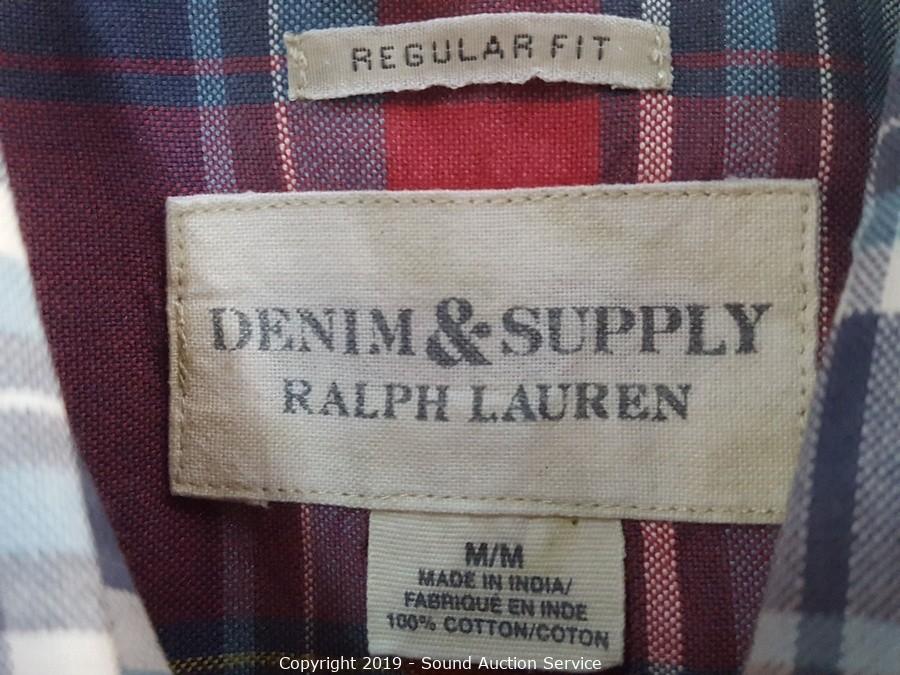 REGULAR FIT
DENIM & SUPPLY
RALPH LAUREN
M/M
MADE IN INDIA/
FABRIQUÉ EN INDE
100% COTTON/COTON
Copyright 2019 - Sound Auction Service